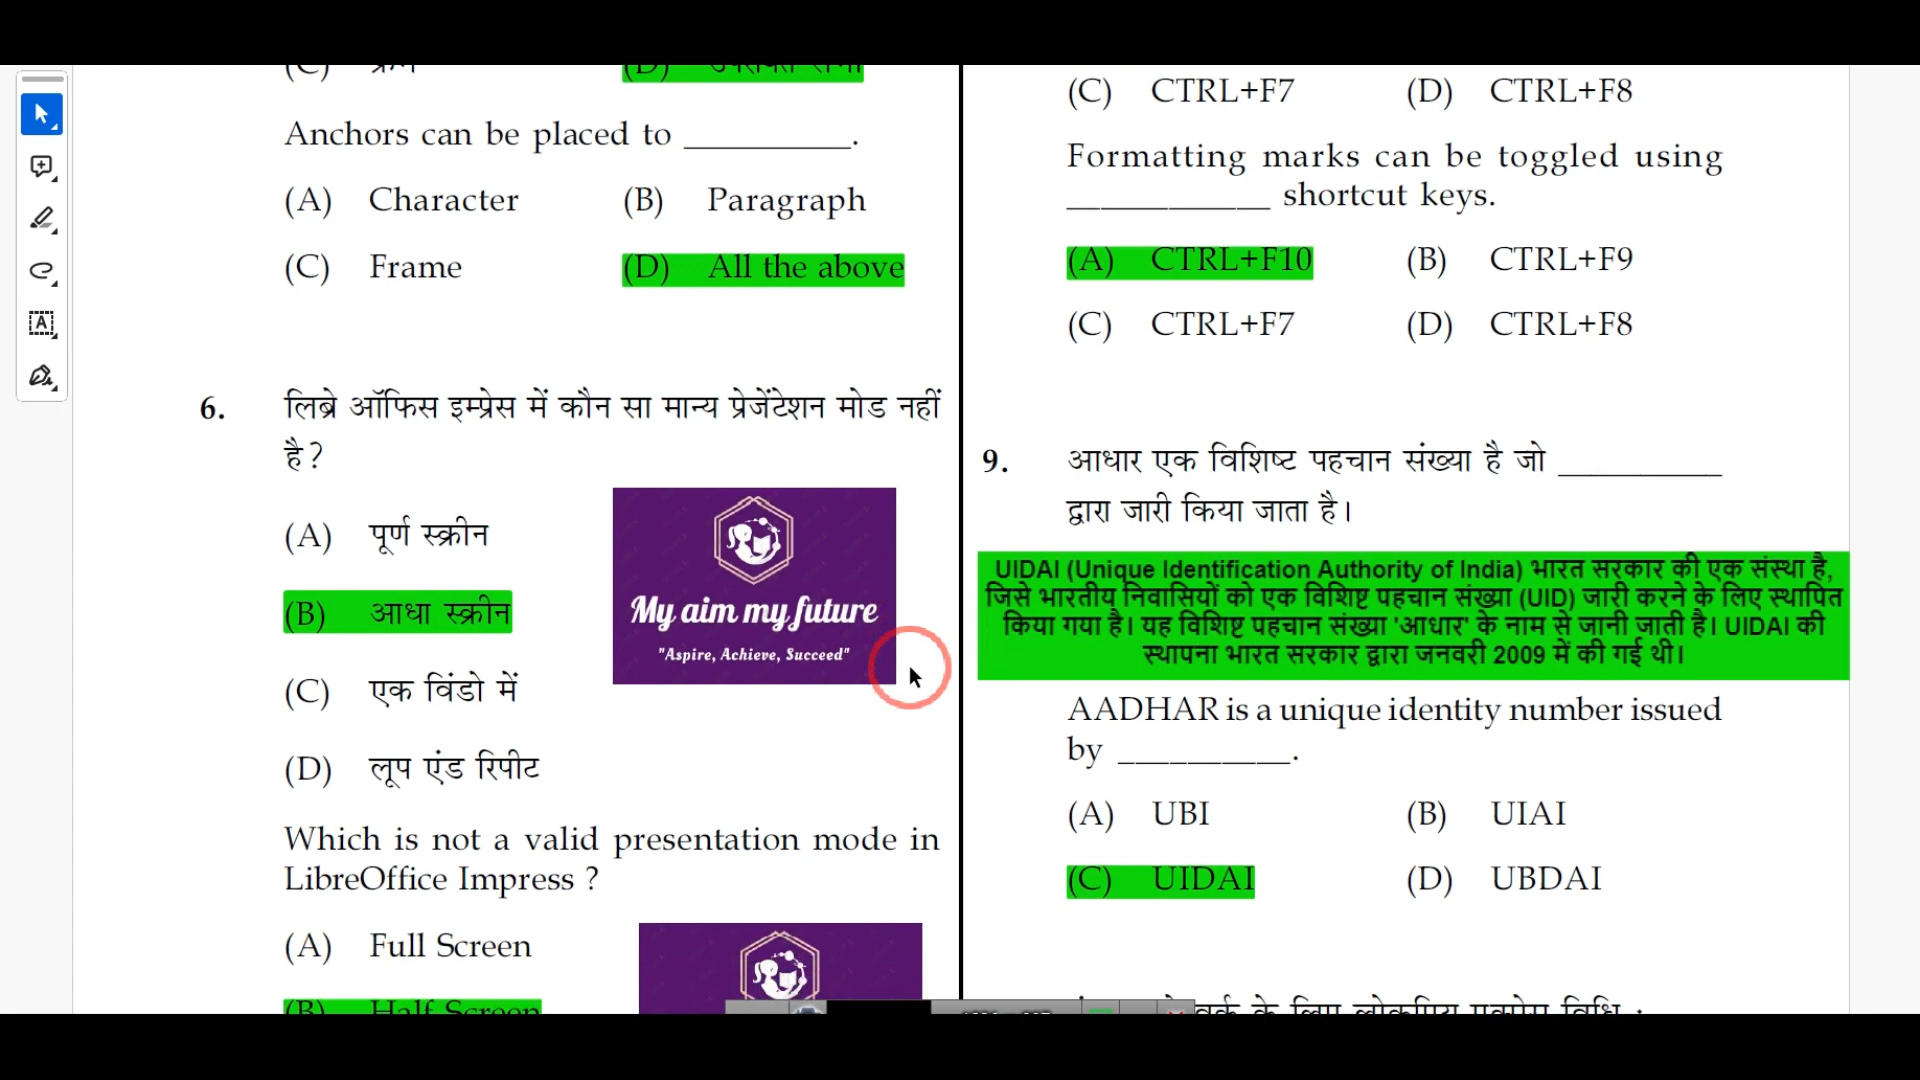 Anchors can be placed to __________.
(A) Character (B) Paragraph
(C) Frame (D) All the above
6. लिब्रे ऑफिस इम्प्रेस में कौन सा मान्य प्रेजेंटेशन मोड नहीं
है?
(A) पूर्ण स्क्रीन
(B) आधा स्क्रीन
(C) एक विंडो में
(D) लूप एंड रिपीट
My aim my future
"Aspire, Achieve, Succeed"
Which is not a valid presentation mode in
LibreOffice Impress ?
(A) Full Screen
(B) Half Screen
(C) CTRL+F7 (D) CTRL+F8
Formatting marks can be toggled using
____________ shortcut keys.
(A) CTRL+F10 (B) CTRL+F9
(C) CTRL+F7 (D) CTRL+F8
9. आधार एक विशिष्ट पहचान संख्या है जो __________
द्वारा जारी किया जाता है।
UIDAI (Unique Identification Authority of India) भारत सरकार की एक संस्था है,
जिसे भारतीय निवासियों को एक विशिष्ट पहचान संख्या (UID) जारी करने के लिए स्थापित
किया गया है। यह विशिष्ट पहचान संख्या 'आधार' के नाम से जानी जाती है। UIDAI की
स्थापना भारत सरकार द्वारा जनवरी 2009 में की गई थी।
AADHAR is a unique identity number issued
by __________.
(A) UBI (B) UIAI
(C) UIDAI (D) UBDAI